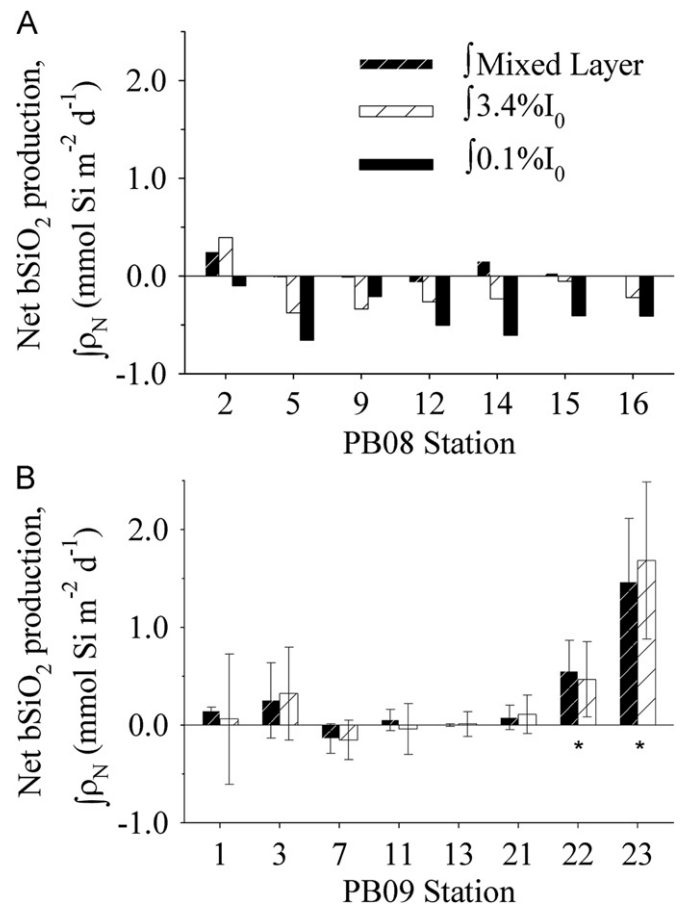 A
Net bSiO₂ production,
∫ρN (mmol Si m⁻² d⁻¹)
2.0
1.0
0.0
-1.0
∫Mixed Layer
∫3.4%I₀
∫0.1%I₀
2 5 9 12 14 15 16
PB08 Station
B
Net bSiO₂ production,
∫ρN (mmol Si m⁻² d⁻¹)
2.0
1.0
0.0
-1.0
* *
1 3 7 11 13 21 22 23
PB09 Station